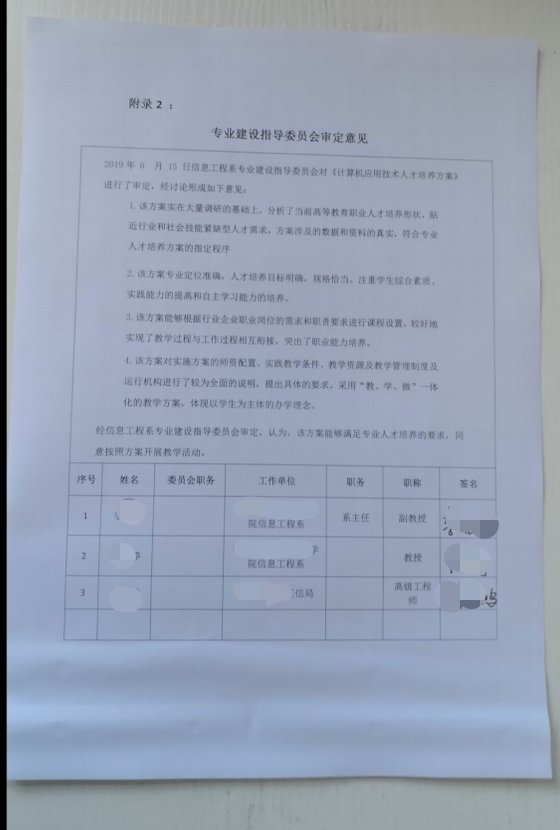 附录 2 ：
专业建设指导委员会审定意见
2019 年 6 月 15 日信息工程系专业建设指导委员会对《计算机应用技术人才培养方案》
进行了审定，经讨论形成如下意见：
1. 该方案实在大量调研的基础上，分析了当前高等教育职业人才培养形状，贴
近行业和社会技能紧缺型人才需求，方案涉及的数据和资料的真实，符合专业
人才培养方案的指定程序
2. 该方案专业定位准确，人才培养目标明确，规格恰当，注重学生综合素质、
实践能力的提高和自主学习能力的培养。
3. 该方案能够根据行业企业职业岗位的需求和职责要求进行课程设置，较好地
实现了教学过程与工作过程相互衔接，突出了职业能力培养。
4. 该方案对实施方案的师资配置、实践教学条件、教学资源及教学管理制度及
运行机构进行了较为全面的说明，提出具体的要求。采用“教、学、做”一体
化的教学方案，体现以学生为主体的办学理念。
经信息工程系专业建设指导委员会审定，认为，该方案能够满足专业人才培养的要求，同
意按照方案开展教学活动。
序号 姓名 委员会职务 工作单位 职务 职称 签名
1 院信息工程系 系主任 副教授
2 院信息工程系 教授
3 信局 高级工程
师